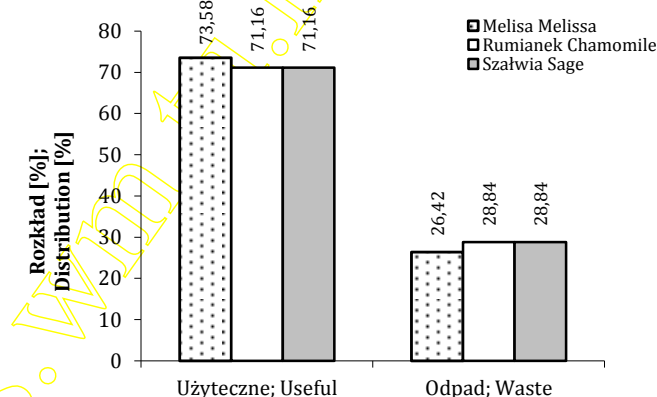 80
70
60
50
40
30
20
10
0
Rozkład [%];
Distribution [%]
73,58
71,16
71,16
26,42
28,84
28,84
Melisa Melissa
Rumianek Chamomile
Szałwia Sage
Użyteczne; Useful
Odpad; Waste